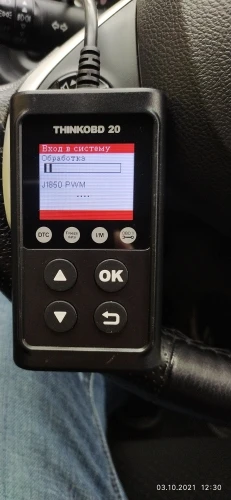 THINKOBD 20
Вход в систему
Обработка
J1850 PWM
....
DTC
I/M
OK
03.10.2021 12:30